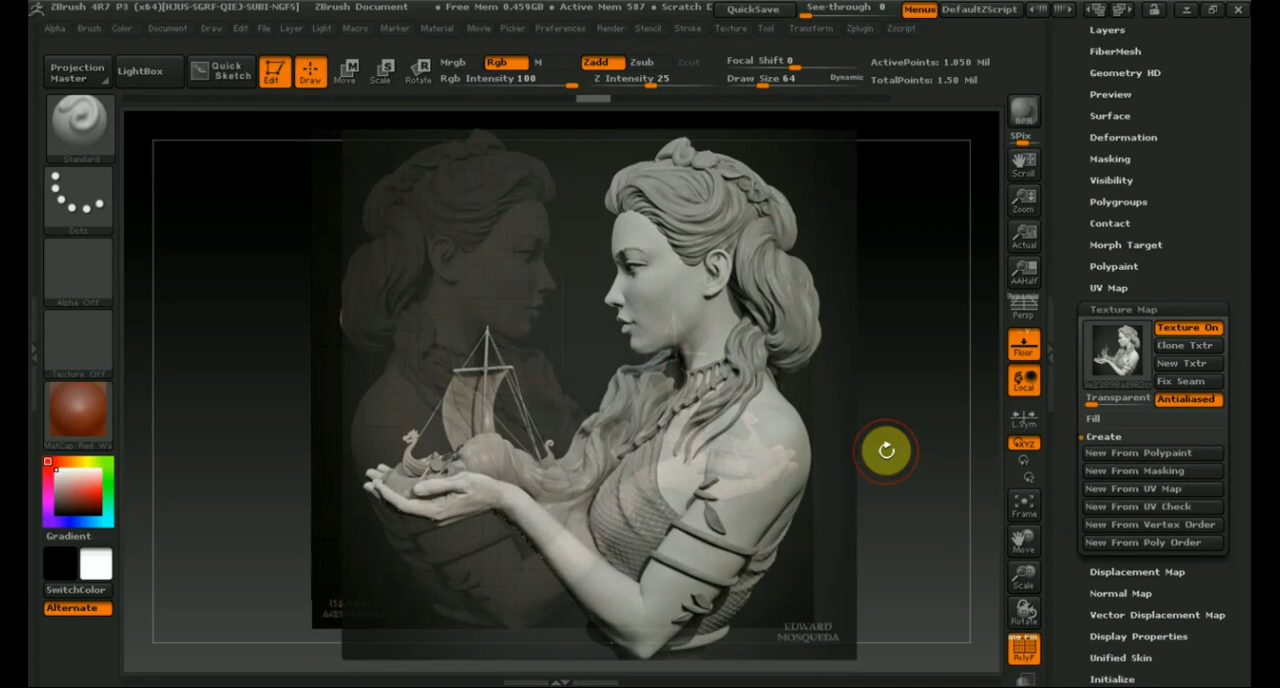 ZBrush 4R7 P3 (x64)[HJUS-SGRF-QIEJ-SUBI-NGFS] ZBrush Document • Free Mem 0.459GB • Active Mem 587 • Scratch D QuickSave See-through 0 Menus DefaultZScript
Alpha Brush Color Document Draw Edit File Layer Light Macro Marker Material Movie Picker Preferences Render Stencil Stroke Texture Tool Transform Zplugin Zscript
Projection Master
LightBox
Quick Sketch
Edit
Draw
Move
Scale
Rotate
Mrgb Rgb M
Rgb Intensity 100
Zadd Zsub Zcut
Z Intensity 25
Focal Shift 0
Draw Size 64 Dynamic
ActivePoints: 1.050 Mil
TotalPoints: 1.50 Mil
Standard
Dots
Alpha Off
Texture Off
MatCap Red Wa
Gradient
SwitchColor
Alternate
EDWARD
MOSQUEDA
BPR
SPix
Scroll
Zoom
Actual
AAHalf
Dynamic
Persp
Floor
Local
L.Sym
XYZ
Frame
Move
Scale
Rotate
PolyF
Layers
FiberMesh
Geometry HD
Preview
Surface
Deformation
Masking
Visibility
Polygroups
Contact
Morph Target
Polypaint
UV Map
Texture Map
Texture On
Clone Txtr
New Txtr
Fix Seam
Transparent Antialiased
Fill
Create
New From Polypaint
New From Masking
New From UV Map
New From UV Check
New From Vertex Order
New From Poly Order
Displacement Map
Normal Map
Vector Displacement Map
Display Properties
Unified Skin
Initialize